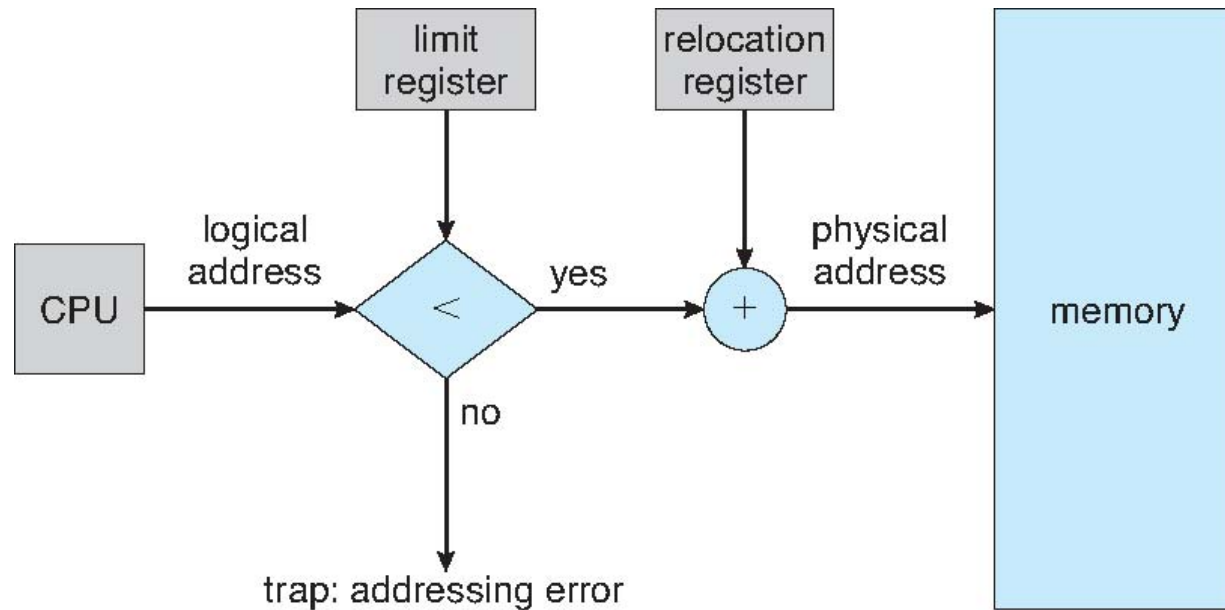 limit
register
relocation
register
logical
address
physical
address
CPU
<
yes
+
memory
no
trap: addressing error